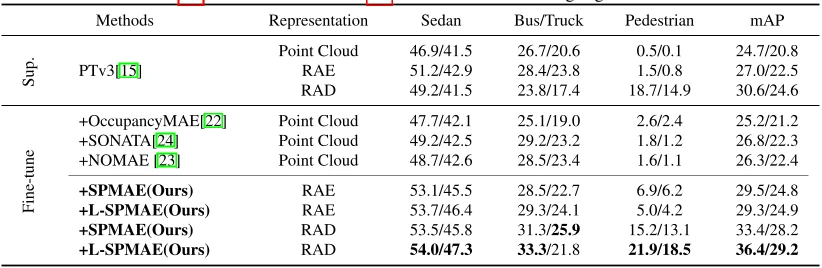 Methods Representation Sedan Bus/Truck Pedestrian mAP
Sup.
Point Cloud 46.9/41.5 26.7/20.6 0.5/0.1 24.7/20.8
PTv3[15] RAE 51.2/42.9 28.4/23.8 1.5/0.8 27.0/22.5
RAD 49.2/41.5 23.8/17.4 18.7/14.9 30.6/24.6
Fine-tune
+OccupancyMAE[22] Point Cloud 47.7/42.1 25.1/19.0 2.6/2.4 25.2/21.2
+SONATA[24] Point Cloud 49.2/42.5 29.2/23.2 1.8/1.2 26.8/22.3
+NOMAE [23] Point Cloud 48.7/42.6 28.5/23.4 1.6/1.1 26.3/22.4
+SPMAE(Ours) RAE 53.1/45.5 28.5/22.7 6.9/6.2 29.5/24.8
+L-SPMAE(Ours) RAE 53.7/46.4 29.3/24.1 5.0/4.2 29.3/24.9
+SPMAE(Ours) RAD 53.5/45.8 31.3/25.9 15.2/13.1 33.4/28.2
+L-SPMAE(Ours) RAD 54.0/47.3 33.3/21.8 21.9/18.5 36.4/29.2